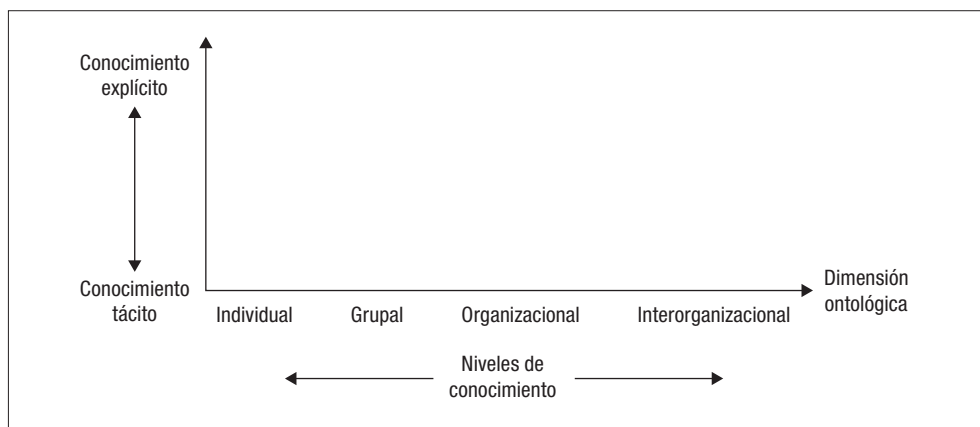 Conocimiento
explícito
Conocimiento
tácito
Individual
Grupal
Organizacional
Interorganizacional
Dimensión
ontológica
Niveles de
conocimiento